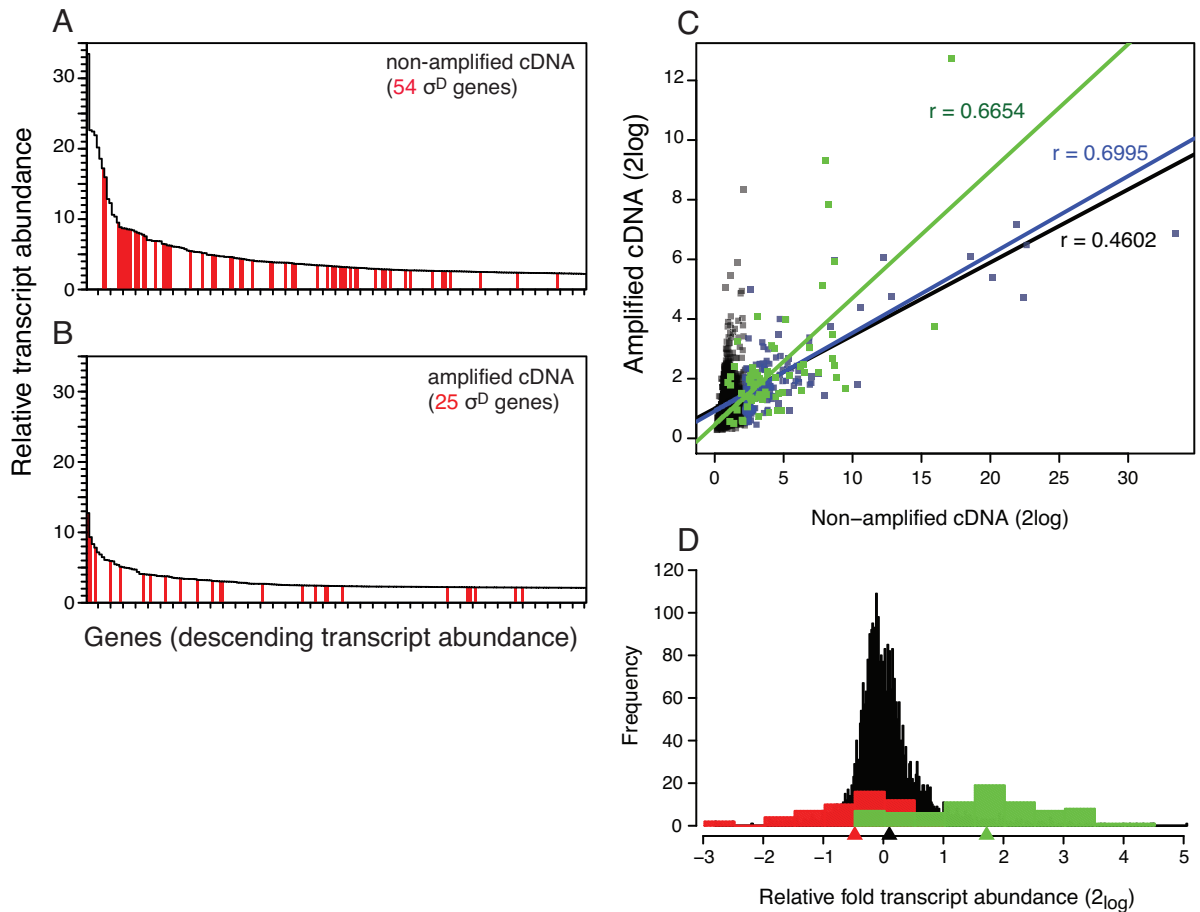 A
non-amplified cDNA
(54 σD genes)
30
20
10
0
B
amplified cDNA
(25 σD genes)
30
20
10
0
Relative transcript abundance
Genes (descending transcript abundance)
C
12
10
8
6
4
2
0
r = 0.6654
r = 0.6995
r = 0.4602
Amplified cDNA (2log)
0 5 10 15 20 25 30
Non−amplified cDNA (2log)
D
120
100
80
60
40
20
0
Frequency
−3 −2 −1 0 1 2 3 4 5
Relative fold transcript abundance (2log)